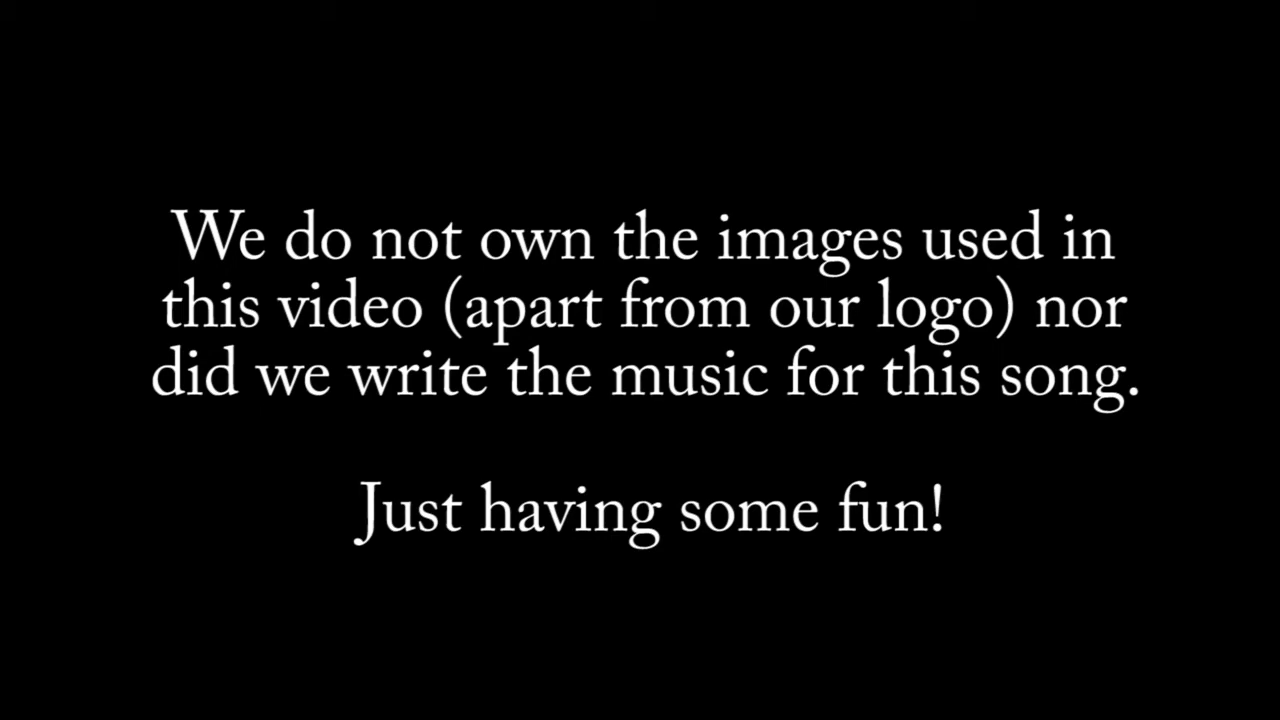 We do not own the images used in
this video (apart from our logo) nor
did we write the music for this song.
Just having some fun!